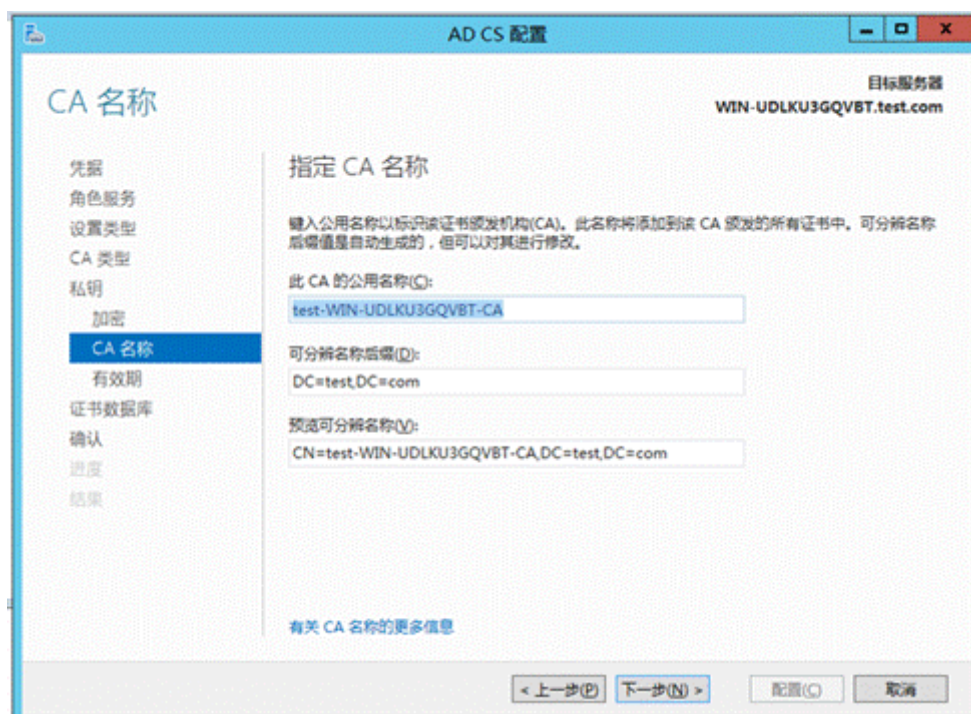 AD CS 配置
CA 名称
目标服务器
WIN-UDLKU3GQVBT.test.com
凭据
角色服务
设置类型
CA 类型
私钥
加密
CA 名称
有效期
证书数据库
确认
进度
结果
指定 CA 名称
键入公用名称以标识该证书颁发机构(CA)。此名称将添加到该 CA 颁发的所有证书中。可分辨名称
后缀值是自动生成的，但可以对其进行修改。
此 CA 的公用名称(C):
test-WIN-UDLKU3GQVBT-CA
可分辨名称后缀(D):
DC=test,DC=com
预览可分辨名称(V):
CN=test-WIN-UDLKU3GQVBT-CA,DC=test,DC=com
有关 CA 名称的更多信息
< 上一步(P)
下一步(N) >
配置(C)
取消